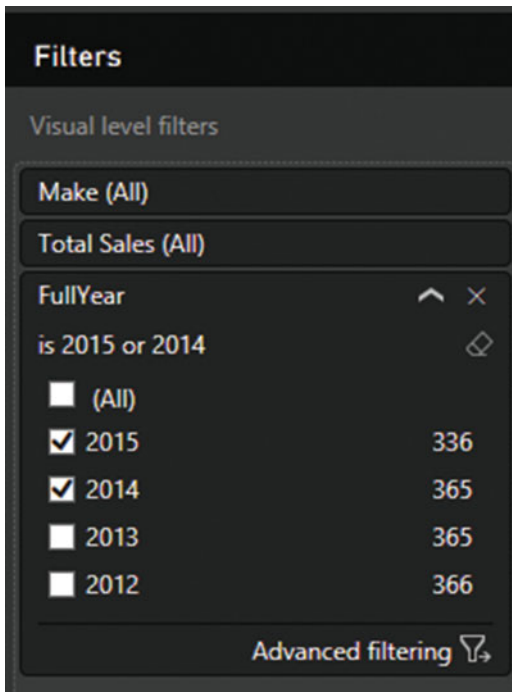 Filters
Visual level filters
Make (All)
Total Sales (All)
FullYear
is 2015 or 2014
(All)
2015 336
2014 365
2013 365
2012 366
Advanced filtering